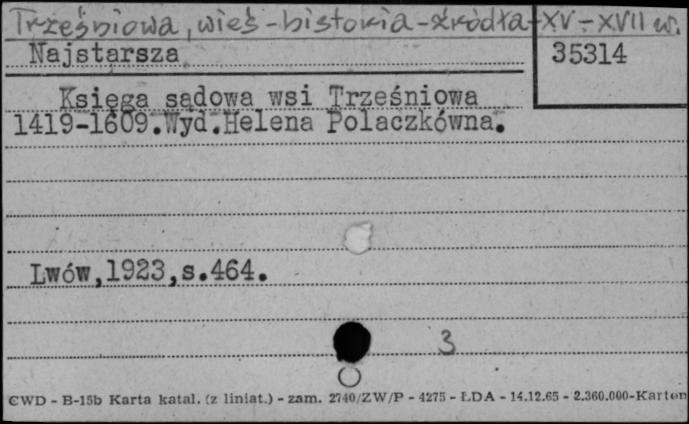 Trześniowa, wieś - historia - źródła - XV - XVII w.
Najstarsza
35314
Księga sądowa wsi Trześniowa
1419-1609.Wyd.Helena Polaczkówna.
Lwów,1923,s.464.
3
CWD - B-15b Karta katal. (z liniat.) - zam. 2740/ZW/P - 4275 - ŁDA - 14.12.65 - 2.360.000-Karton